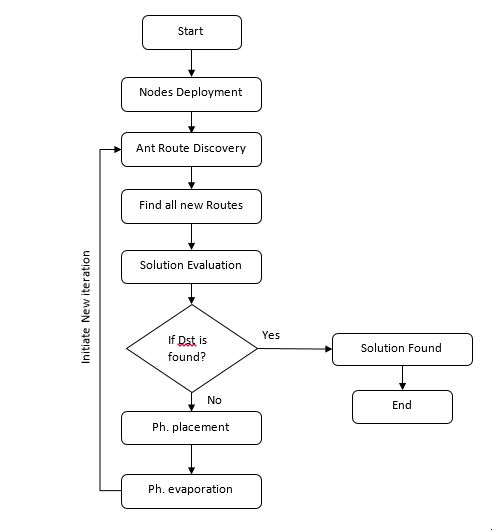 Start
Nodes Deployment
Ant Route Discovery
Find all new Routes
Solution Evaluation
If Dst is
found?
Yes
Solution Found
End
No
Ph. placement
Ph. evaporation
Initiate New iteration